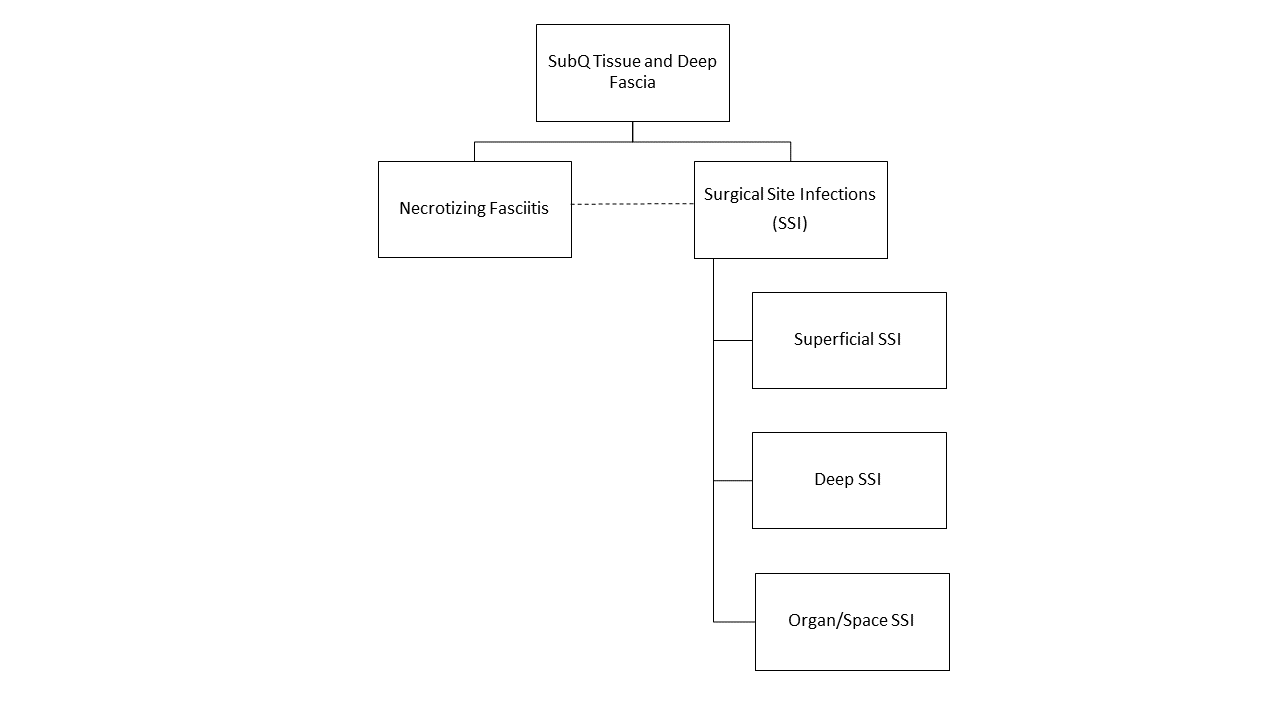 SubQ Tissue and Deep
Fascia
Necrotizing Fasciitis
Surgical Site Infections
(SSI)
Superficial SSI
Deep SSI
Organ/Space SSI